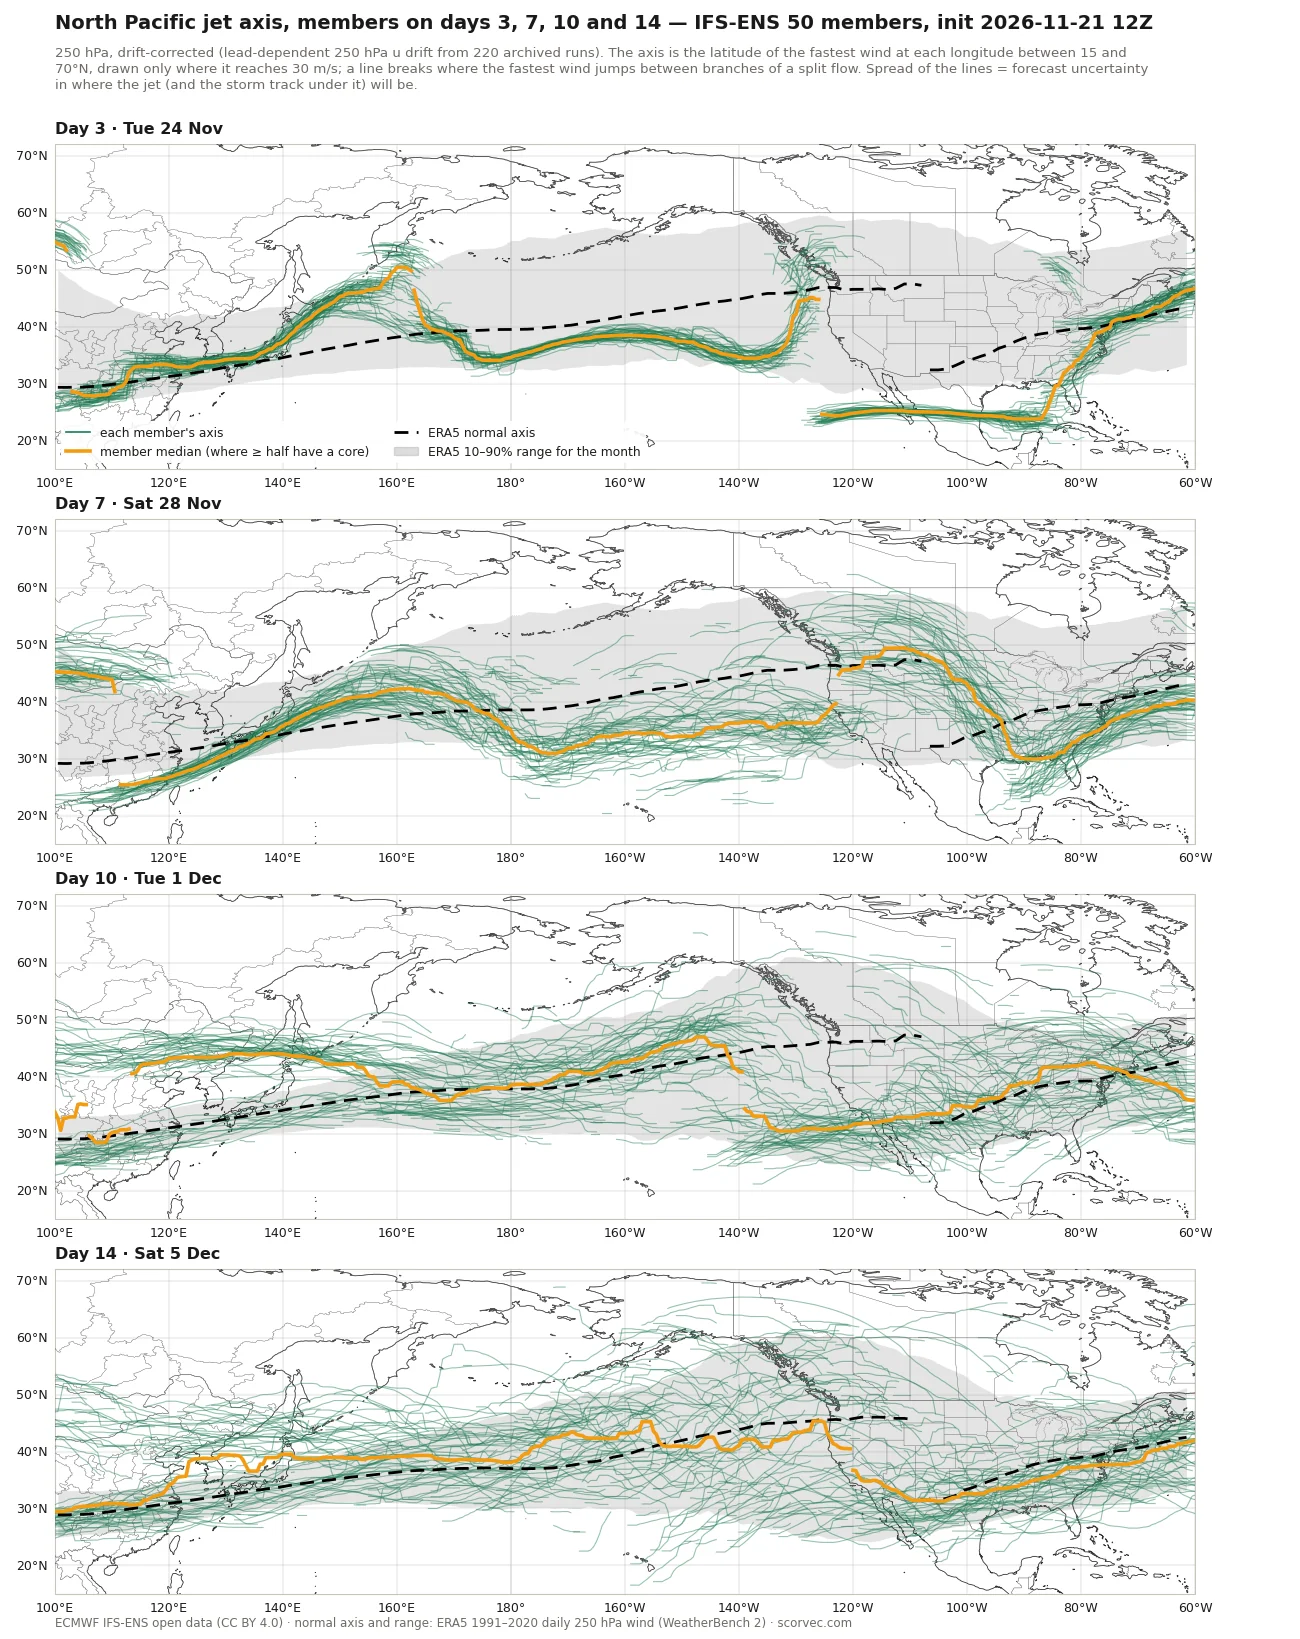 North Pacific jet axis, members on days 3, 7, 10 and 14 — IFS-ENS 50 members, init 2026-11-21 12Z
250 hPa, drift-corrected (lead-dependent 250 hPa u drift from 220 archived runs). The axis is the latitude of the fastest wind at each longitude between 15 and
70°N, drawn only where it reaches 30 m/s; a line breaks where the fastest wind jumps between branches of a split flow. Spread of the lines = forecast uncertainty
in where the jet (and the storm track under it) will be.
Day 3 · Tue 24 Nov
70°N
60°N
50°N
40°N
30°N
20°N
each member's axis
member median (where ≥ half have a core)
ERA5 normal axis
ERA5 10–90% range for the month
100°E 120°E 140°E 160°E 180° 160°W 140°W 120°W 100°W 80°W 60°W
Day 7 · Sat 28 Nov
70°N
60°N
50°N
40°N
30°N
20°N
100°E 120°E 140°E 160°E 180° 160°W 140°W 120°W 100°W 80°W 60°W
Day 10 · Tue 1 Dec
70°N
60°N
50°N
40°N
30°N
20°N
100°E 120°E 140°E 160°E 180° 160°W 140°W 120°W 100°W 80°W 60°W
Day 14 · Sat 5 Dec
70°N
60°N
50°N
40°N
30°N
20°N
100°E 120°E 140°E 160°E 180° 160°W 140°W 120°W 100°W 80°W 60°W
ECMWF IFS-ENS open data (CC BY 4.0) · normal axis and range: ERA5 1991–2020 daily 250 hPa wind (WeatherBench 2) · scorvec.com